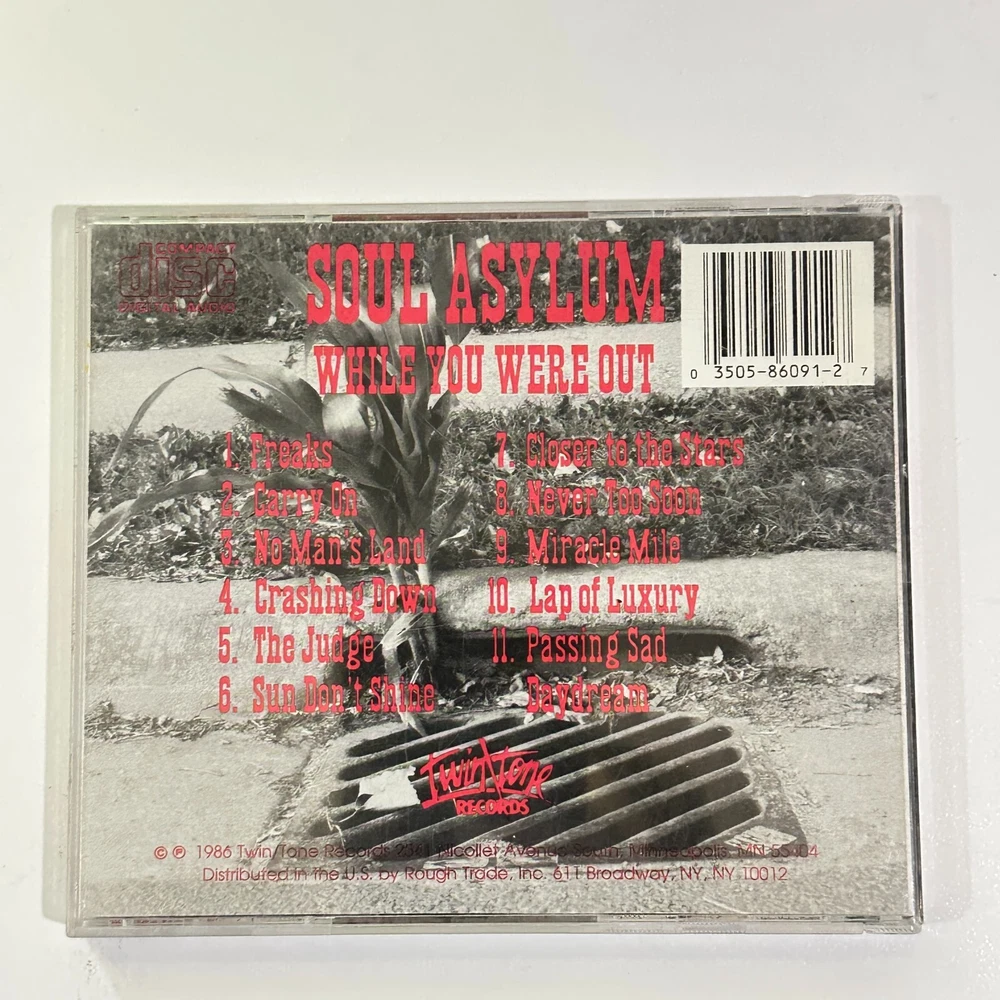 COMPACT
disc
DIGITAL AUDIO
SOUL ASYLUM
WHILE YOU WERE OUT
0 3505-86091-2 7
1. Freaks
2. Carry On
3. No Man's Land
4. Crashing Down
5. The Judge
6. Sun Don't Shine
7. Closer to the Stars
8. Never Too Soon
9. Miracle Mile
10. Lap of Luxury
11. Passing Sad
Daydream
Twin/Tone
RECORDS
© ℗ 1986 Twin/Tone Records 2541 Nicollet Avenue South, Minneapolis, MN 55404
Distributed in the U.S. by Rough Trade, Inc. 611 Broadway, NY, NY 10012